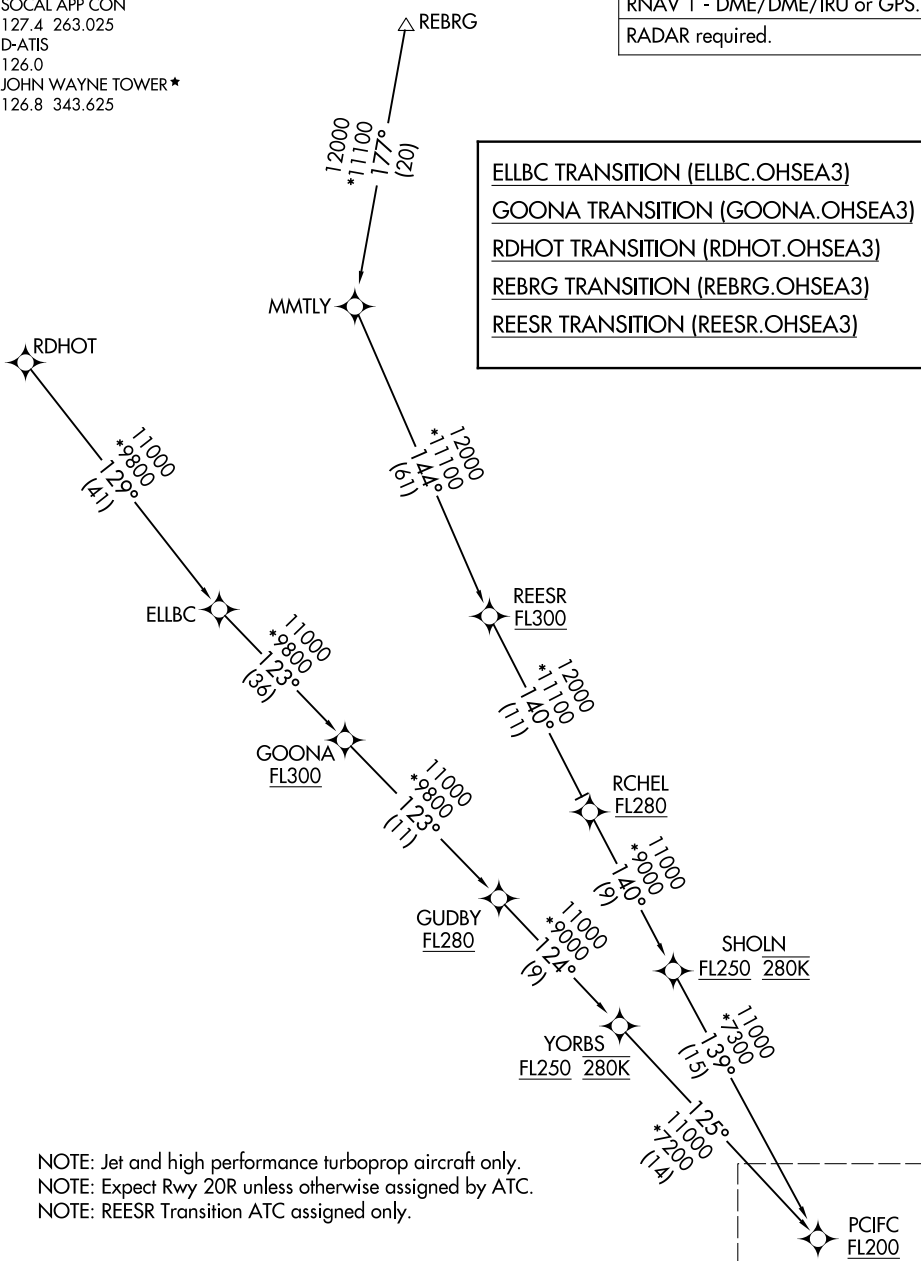 SOCAL APP CON
127.4 263.025
D-ATIS
126.0
JOHN WAYNE TOWER★
126.8 343.625
RNAV 1 - DME/DME/IRU or GPS.
RADAR required.
REBRG
12000
*11100
177°
(20)
ELLBC TRANSITION (ELLBC.OHSEA3)
GOONA TRANSITION (GOONA.OHSEA3)
RDHOT TRANSITION (RDHOT.OHSEA3)
REBRG TRANSITION (REBRG.OHSEA3)
REESR TRANSITION (REESR.OHSEA3)
MMTLY
RDHOT
11000
*9800
129°
(41)
12000
*11100
144°
(61)
ELLBC
REESR
FL300
11000
*9800
123°
(36)
12000
*11100
140°
(11)
GOONA
FL300
11000
*9800
123°
(11)
RCHEL
FL280
11000
*9000
140°
(9)
GUDBY
FL280
11000
*9000
124°
(9)
SHOLN
FL250 280K
11000
*7300
139°
(15)
YORBS
FL250 280K
125°
11000
*7200
(14)
NOTE: Jet and high performance turboprop aircraft only.
NOTE: Expect Rwy 20R unless otherwise assigned by ATC.
NOTE: REESR Transition ATC assigned only.
PCIFC
FL200